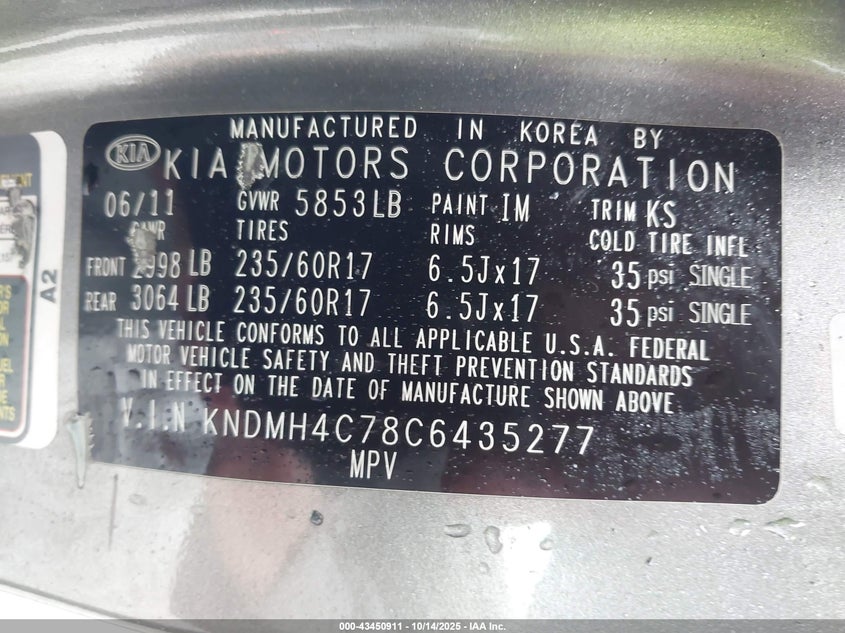 KIA
MANUFACTURED IN KOREA BY
KIA MOTORS CORPORATION
06/11 GVWR 5853LB PAINT IM TRIM KS
TIRES RIMS COLD TIRE INFL
FRONT 2998 LB 235/60R17 6.5Jx17 35 psi SINGLE
REAR 3064 LB 235/60R17 6.5Jx17 35 psi SINGLE
THIS VEHICLE CONFORMS TO ALL APPLICABLE U.S.A. FEDERAL
MOTOR VEHICLE SAFETY AND THEFT PREVENTION STANDARDS
IN EFFECT ON THE DATE OF MANUFACTURE SHOWN ABOVE
V.I.N KNDMH4C78C6435277
MPV
A2
000-43450911 - 10/14/2025 - IAA Inc.